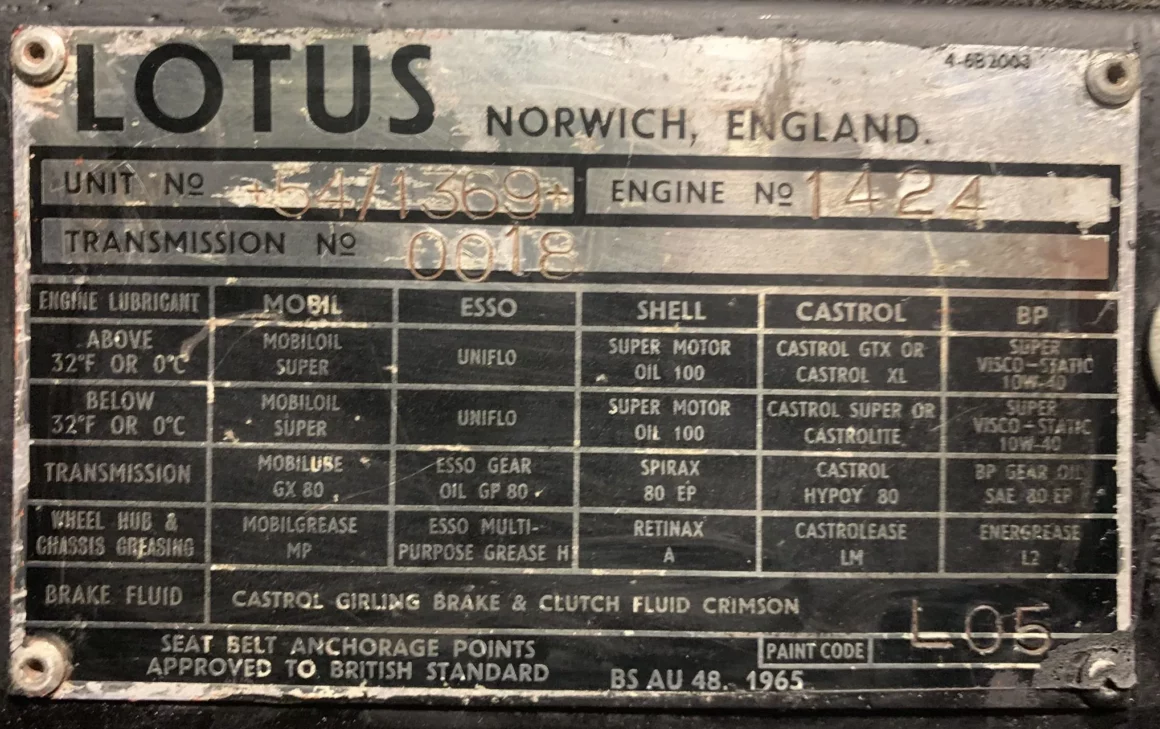 LOTUS NORWICH, ENGLAND.
4-6B2003
UNIT Nº +54/1369+ ENGINE Nº 1424
TRANSMISSION Nº 0018
ENGINE LUBRICANT MOBIL ESSO SHELL CASTROL BP
ABOVE 32°F OR 0°C MOBILOIL SUPER UNIFLO SUPER MOTOR OIL 100 CASTROL GTX OR CASTROL XL SUPER VISCO-STATIC 10W-40
BELOW 32°F OR 0°C MOBILOIL SUPER UNIFLO SUPER MOTOR OIL 100 CASTROL SUPER OR CASTROLITE SUPER VISCO-STATIC 10W-40
TRANSMISSION MOBILUBE GX 80 ESSO GEAR OIL GP 80 SPIRAX 80 EP CASTROL HYPOY 80 BP GEAR OIL SAE 80 EP
WHEEL HUB & CHASSIS GREASING MOBILGREASE MP ESSO MULTI-PURPOSE GREASE H RETINAX A CASTROLEASE LM ENERGREASE L2
BRAKE FLUID CASTROL GIRLING BRAKE & CLUTCH FLUID CRIMSON
SEAT BELT ANCHORAGE POINTS
APPROVED TO BRITISH STANDARD BS AU 48. 1965
PAINT CODE L05